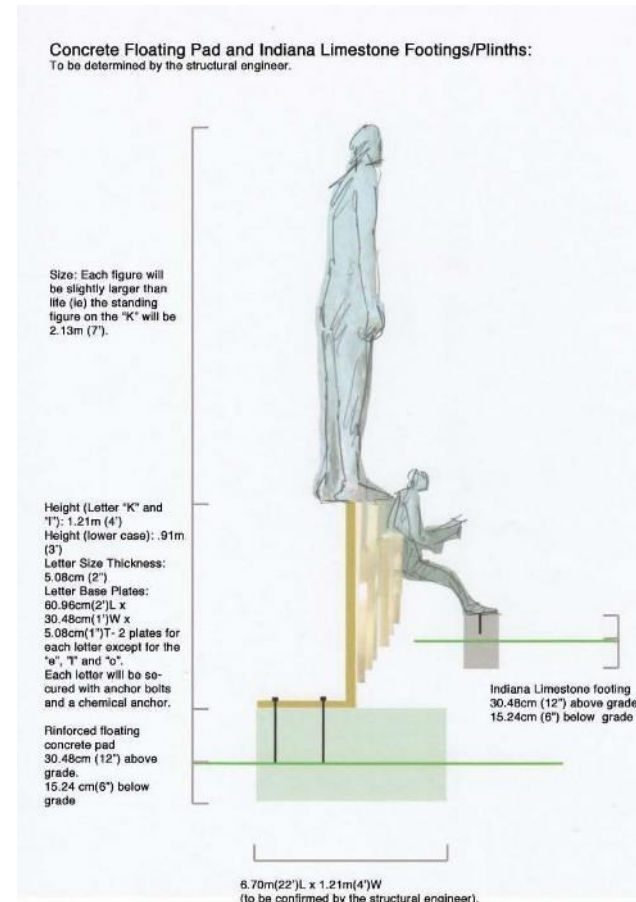 Concrete Floating Pad and Indiana Limestone Footings/Plinths:
To be determined by the structural engineer.
Size: Each figure will
be slightly larger than
life (ie) the standing
figure on the "K" will be
2.13m (7').
Height (Letter "K" and
"l"): 1.21m (4')
Height (lower case): .91m
(3')
Letter Size Thickness:
5.08cm (2")
Letter Base Plates:
60.96cm(2')L x
30.48cm(1')W x
5.08cm(1")T- 2 plates for
each letter except for the
"e", "l" and "o".
Each letter will be se-
cured with anchor bolts
and a chemical anchor.
Rinforced floating
concrete pad
30.48cm (12") above
grade.
15.24 cm(6") below
grade
Indiana Limestone footing
30.48cm (12") above grade
15.24cm (6") below grade
6.70m(22')L x 1.21m(4')W
(to be confirmed by the structural engineer).